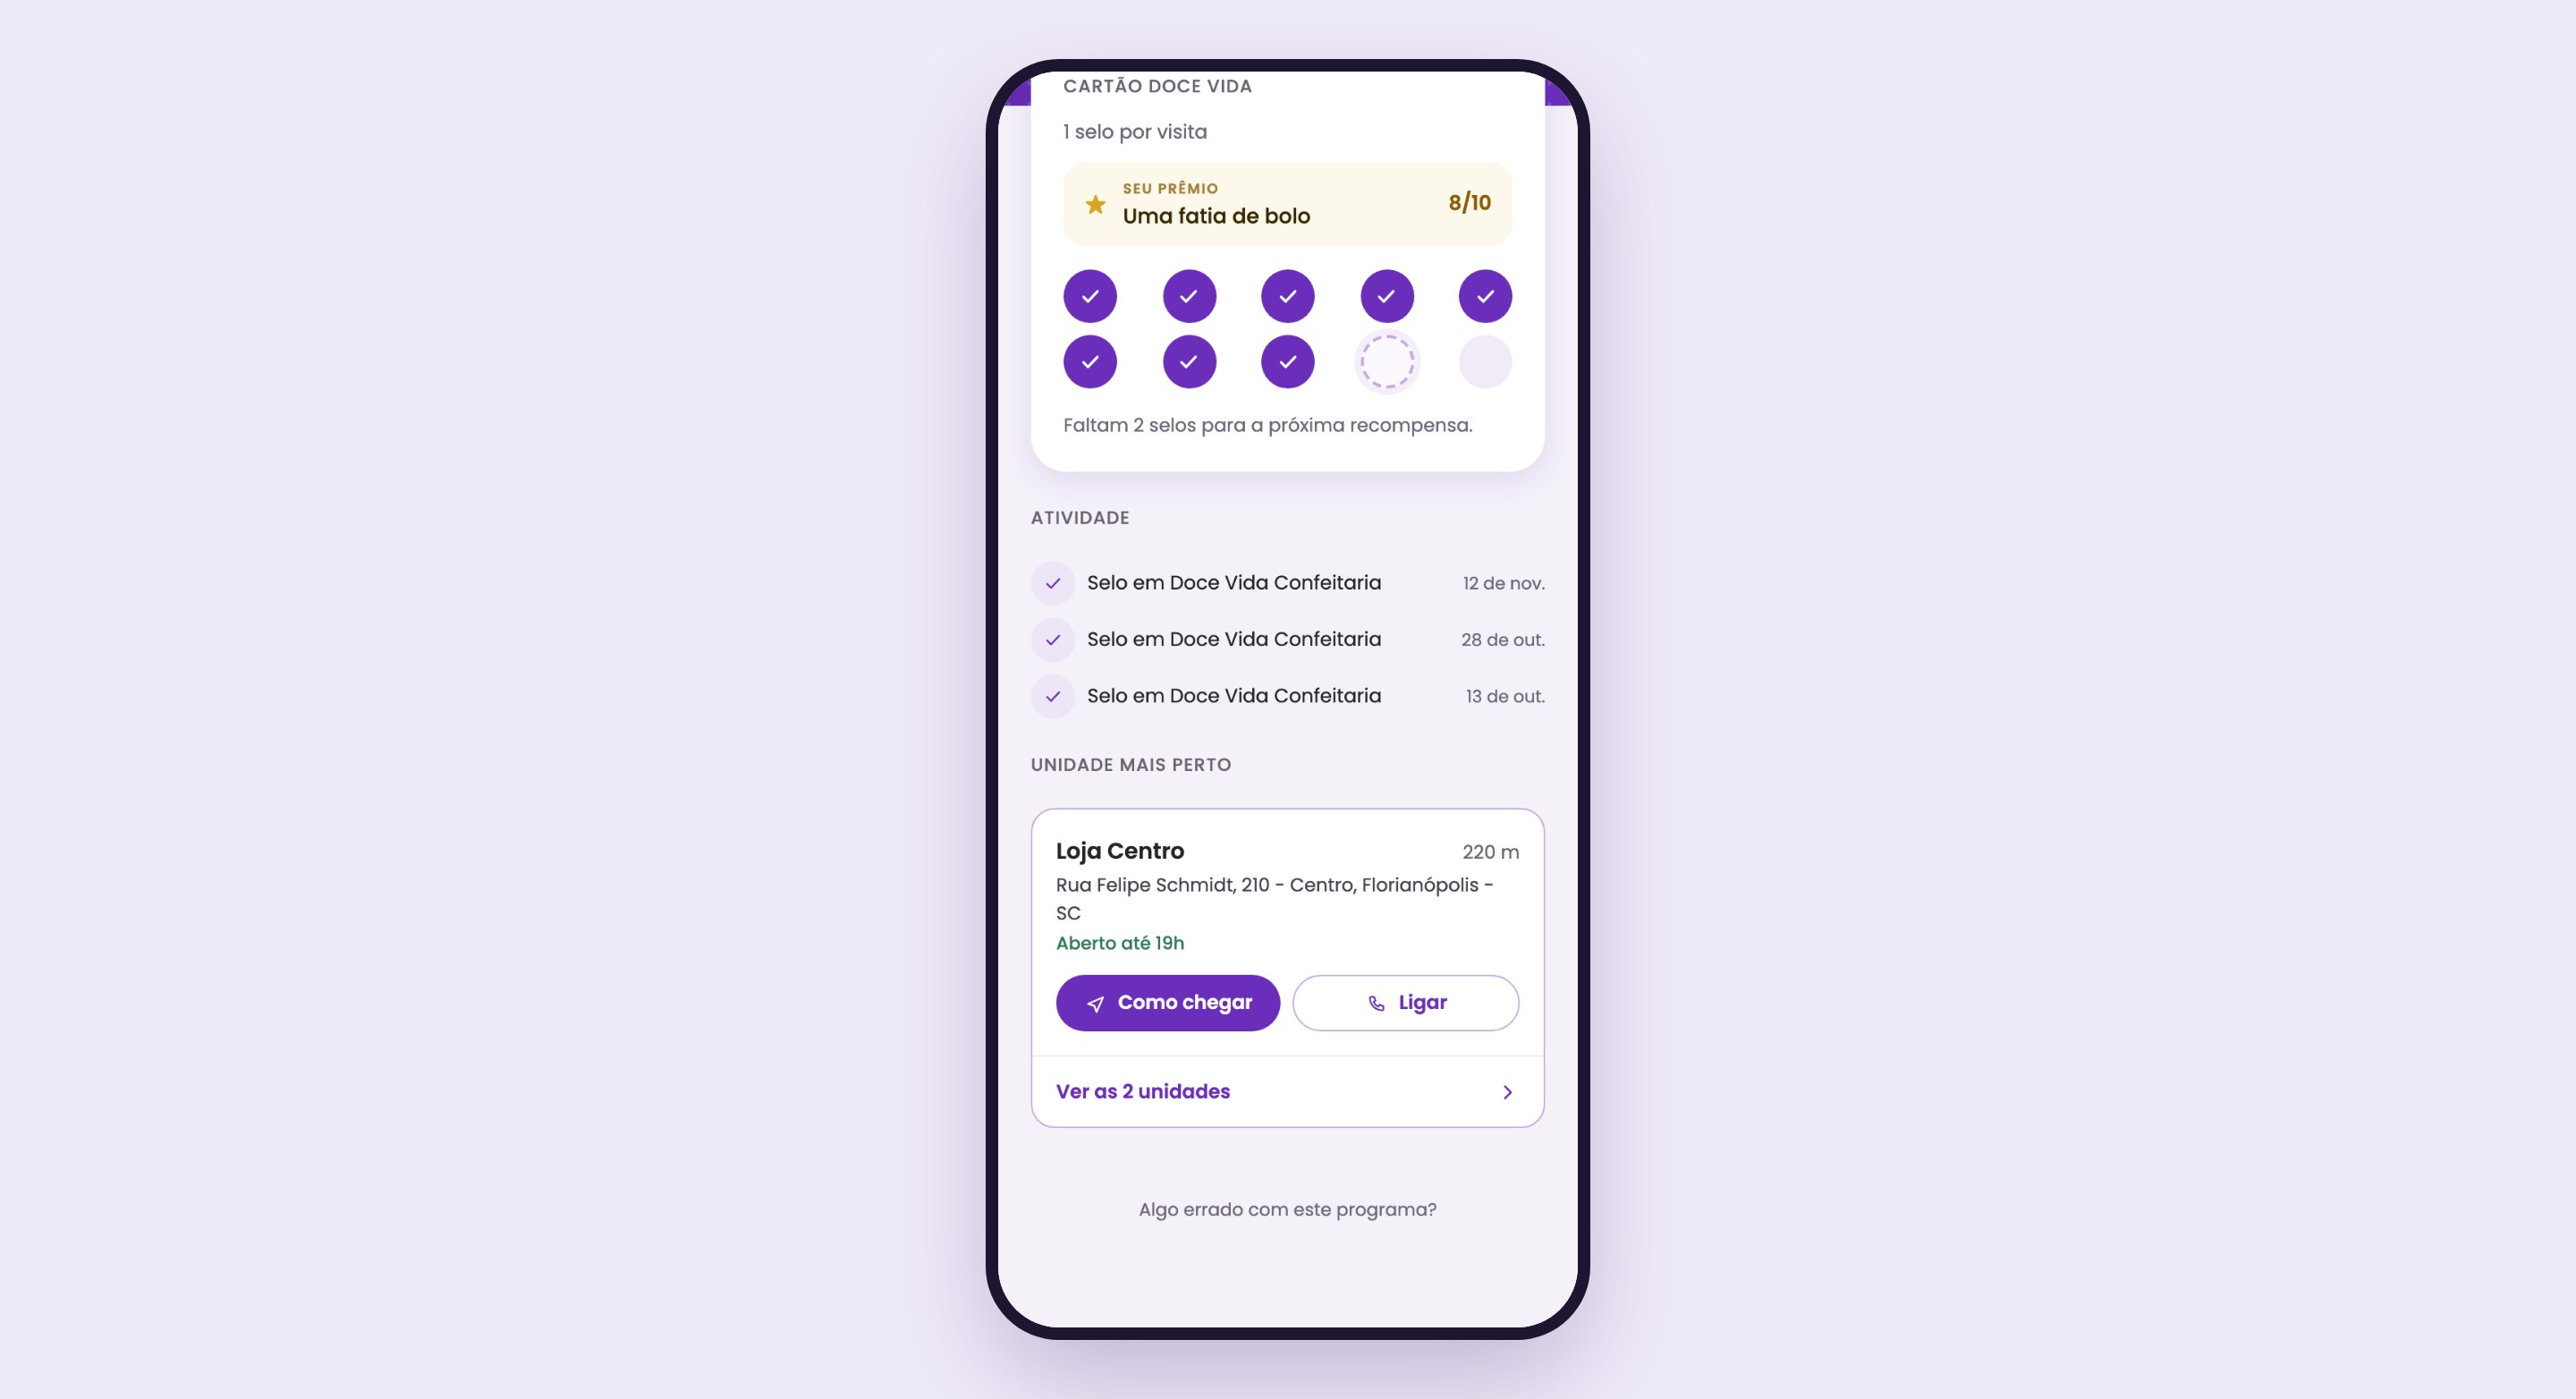 CARTÃO DOCE VIDA
1 selo por visita
SEU PRÊMIO
Uma fatia de bolo
8/10
Faltam 2 selos para a próxima recompensa.
ATIVIDADE
Selo em Doce Vida Confeitaria
12 de nov.
Selo em Doce Vida Confeitaria
28 de out.
Selo em Doce Vida Confeitaria
13 de out.
UNIDADE MAIS PERTO
Loja Centro
220 m
Rua Felipe Schmidt, 210 - Centro, Florianópolis -
SC
Aberto até 19h
Como chegar
Ligar
Ver as 2 unidades
Algo errado com este programa?